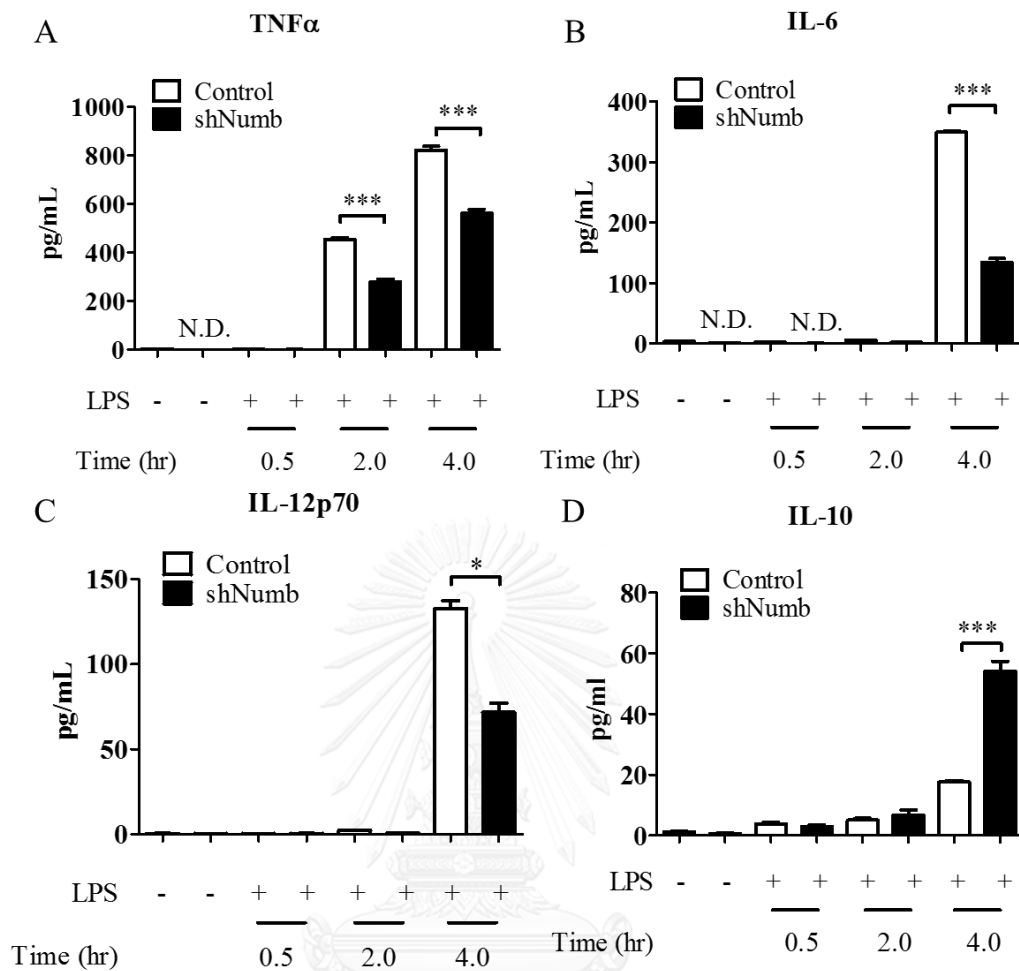 A
TNFα
Control
shNumb
1000
800
600
400
200
0
pg/mL
N.D.
***
***
LPS - - + + + + + +
Time (hr) 0.5 2.0 4.0
B
IL-6
Control
shNumb
400
300
200
100
0
pg/mL
N.D. N.D.
***
LPS - - + + + + + +
Time (hr) 0.5 2.0 4.0
C
IL-12p70
Control
shNumb
150
100
50
0
pg/mL
*
LPS - - + + + + + +
Time (hr) 0.5 2.0 4.0
D
IL-10
Control
shNumb
80
60
40
20
0
pg/ml
***
LPS - - + + + + + +
Time (hr) 0.5 2.0 4.0